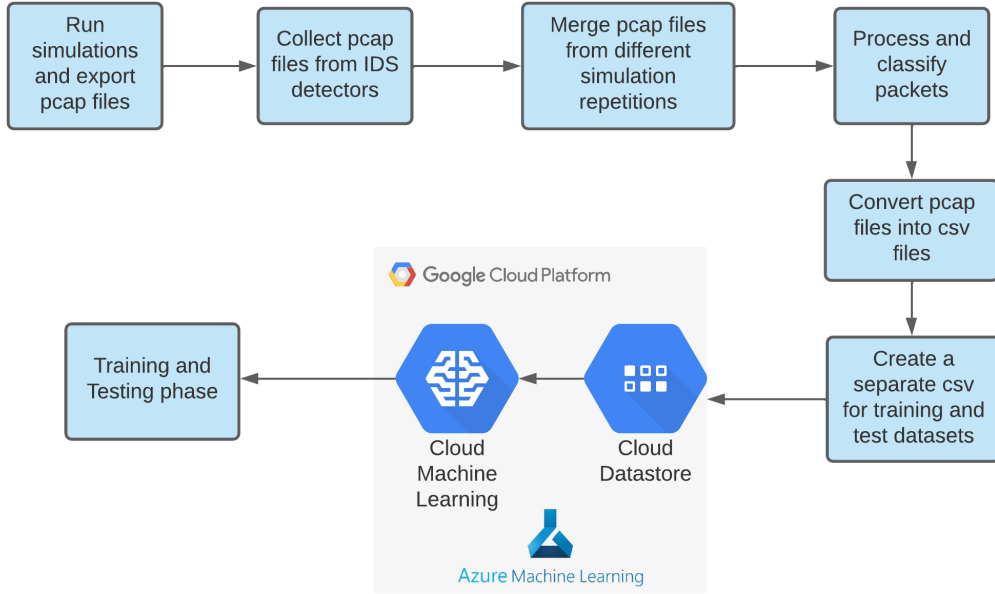 Run
simulations
and export
pcap files
Collect pcap
files from IDS
detectors
Merge pcap files
from different
simulation
repetitions
Process and
classify
packets
Convert pcap
files into csv
files
Create a
separate csv
for training and
test datasets
Google Cloud Platform
Cloud
Datastore
Cloud
Machine
Learning
Azure Machine Learning
Training and
Testing phase